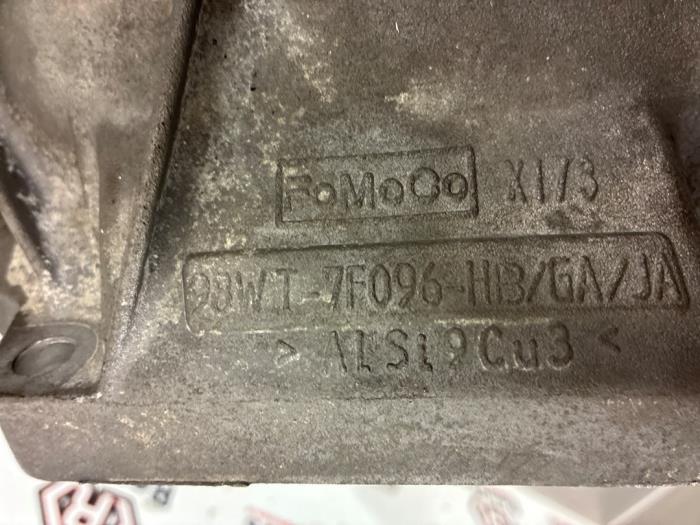 FoMoCo X173
98WT-7F096-HB/GA/JA
> AlSi9Cu3 <